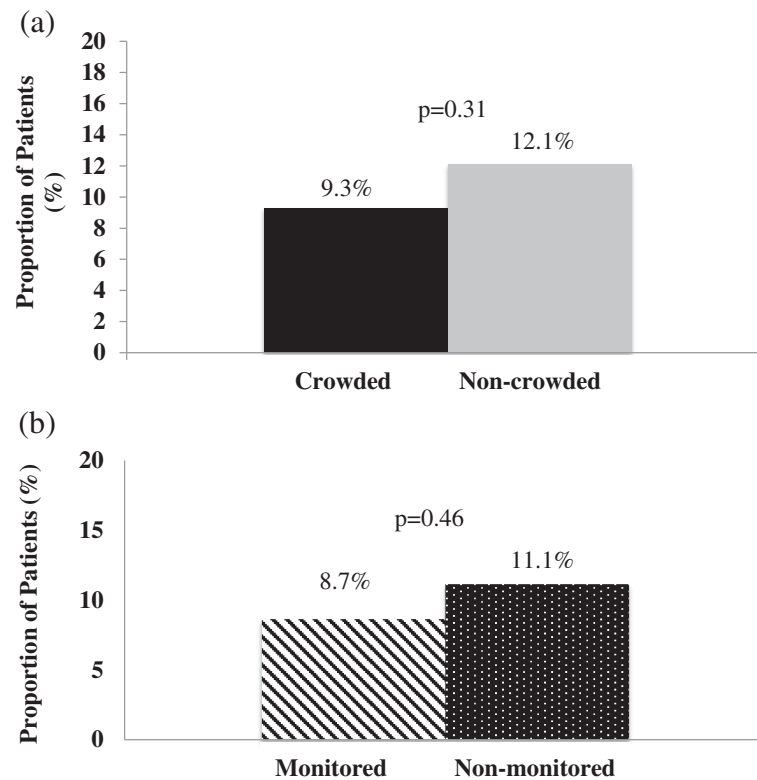 (a)
Proportion of Patients
(%)
20
18
16
14
12
10
8
6
4
2
0
p=0.31
9.3%
12.1%
Crowded
Non-crowded
(b)
Proportion of Patients (%)
20
15
10
5
0
p=0.46
8.7%
11.1%
Monitored
Non-monitored